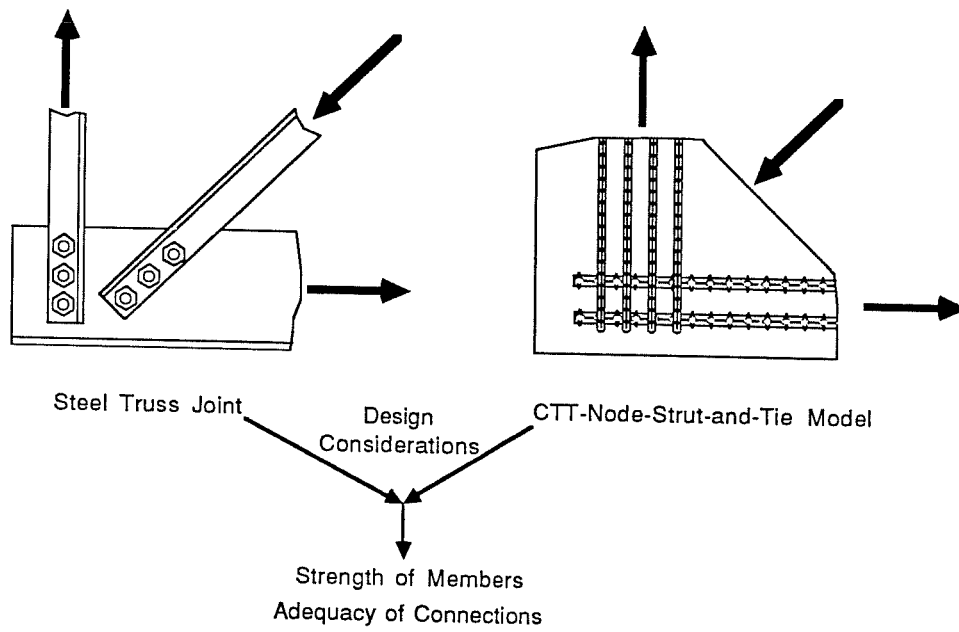 Steel Truss Joint
Design
Considerations
CTT-Node-Strut-and-Tie Model
Strength of Members
Adequacy of Connections